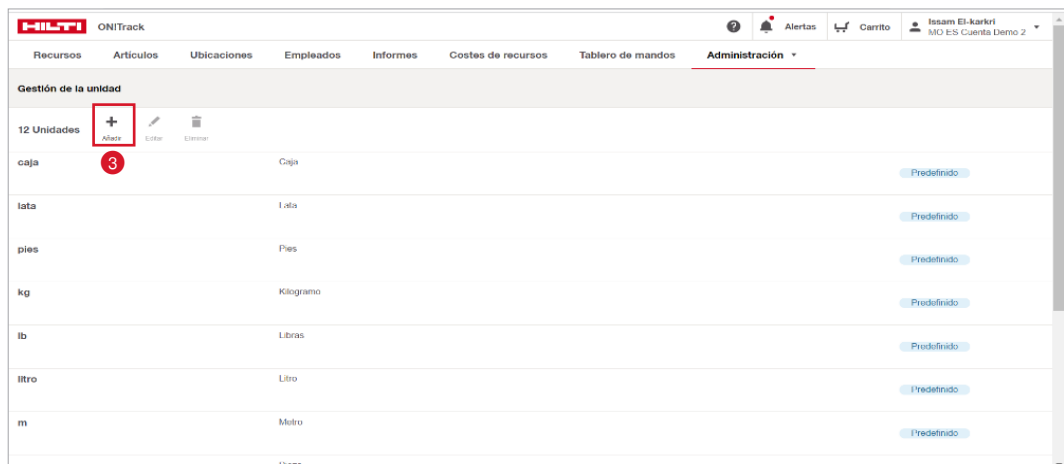 HILTI ONITrack Alertas Carrito Issam El-karkri
MO ES Cuenta Demo 2
Recursos Artículos Ubicaciones Empleados Informes Costes de recursos Tablero de mandos Administración
Gestión de la unidad
12 Unidades Añadir Editar Eliminar
3
caja Caja Predefinido
lata Lata Predefinido
pies Pies Predefinido
kg Kilogramo Predefinido
lb Libras Predefinido
litro Litro Predefinido
m Metro Predefinido